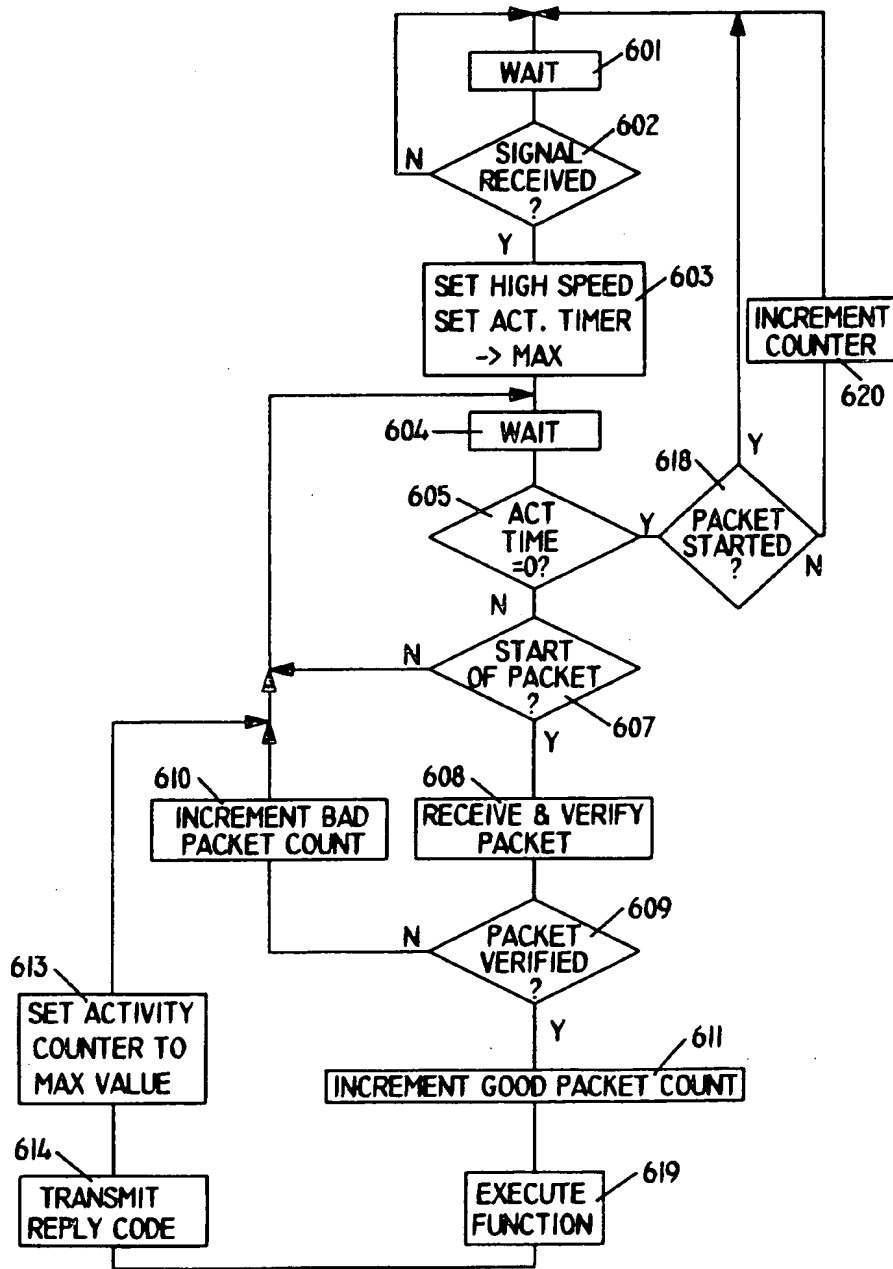 601
WAIT
602
N
SIGNAL
RECEIVED
?
Y
SET HIGH SPEED
SET ACT. TIMER
-> MAX
603
INCREMENT
COUNTER
620
604
WAIT
Y
618
605
ACT
TIME
=0?
Y
PACKET
STARTED
?
N
N
N
START
OF PACKET
?
607
Y
610
INCREMENT BAD
PACKET COUNT
608
RECEIVE & VERIFY
PACKET
609
N
PACKET
VERIFIED
?
613
SET ACTIVITY
COUNTER TO
MAX VALUE
Y
611
INCREMENT GOOD PACKET COUNT
614
TRANSMIT
REPLY CODE
619
EXECUTE
FUNCTION